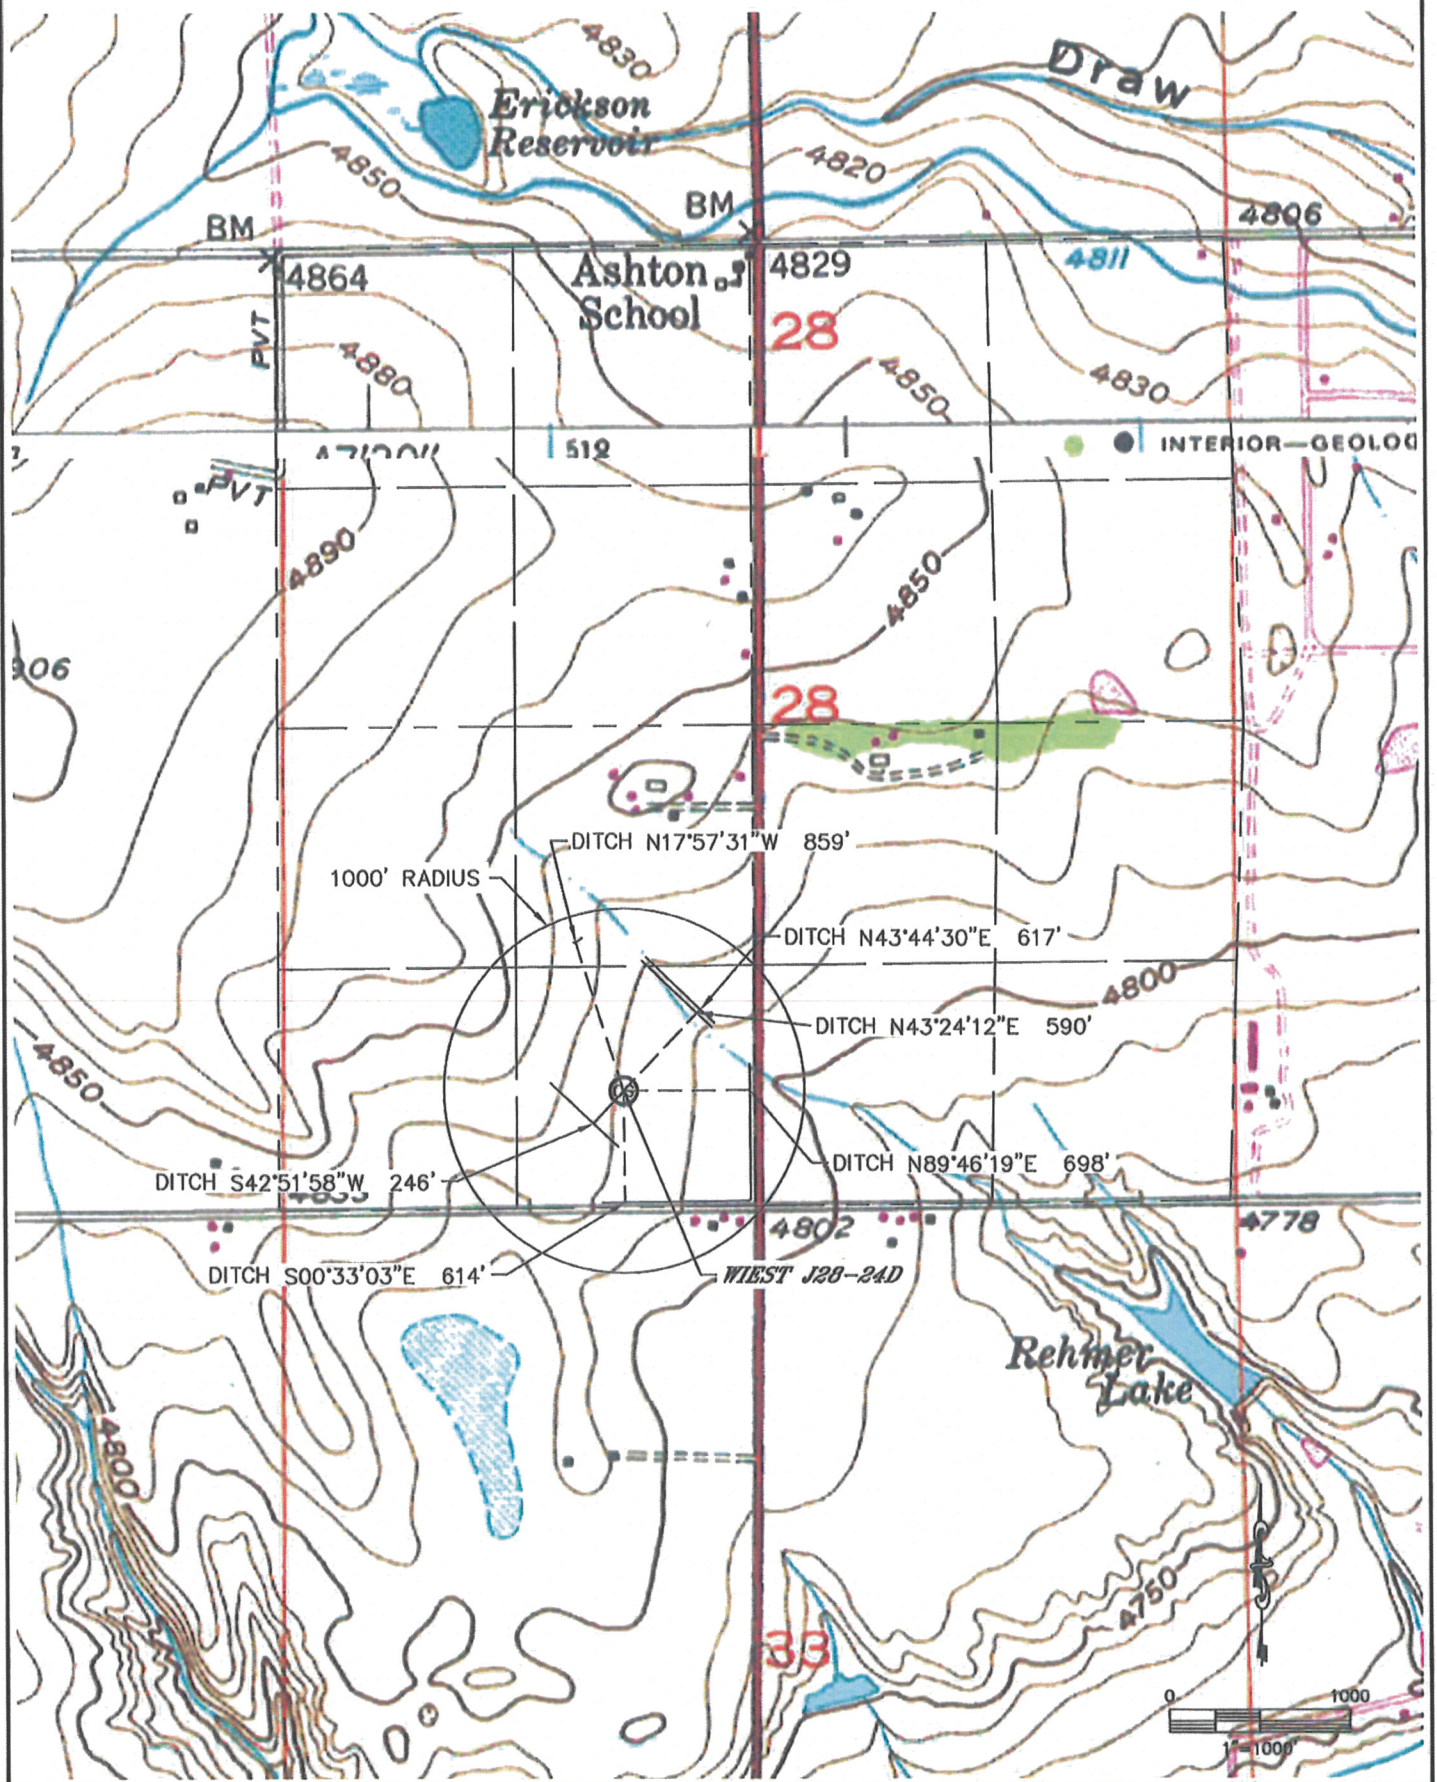 4830
Draw
Erickson
Reservoir
4850
4820
BM
BM
4806
4864
Ashton
School
4829
4811
28
PVT
4880
4850
4830
519
INTERIOR—GEOLOG
PVT
4890
4850
906
28
DITCH N17°57'31"W 859'
1000' RADIUS
DITCH N43°44'30"E 617'
4800
DITCH N43°24'12"E 590'
4850
DITCH N89°46'19"E 698'
DITCH S42°51'58"W 246'
4802
4778
DITCH S00°33'03"E 614'
WIEST J28-24D
Rehmer
Lake
4800
4750
33
0 1000
1"=1000'